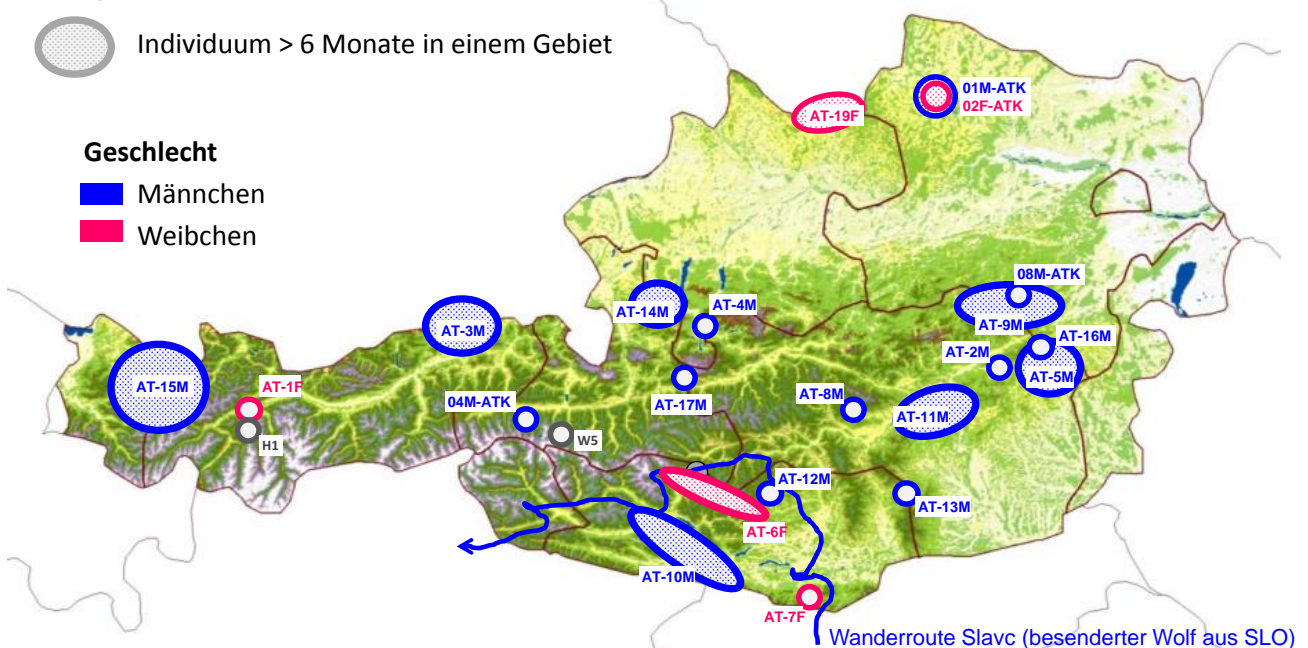 Individuum > 6 Monate in einem Gebiet
01M-ATK
02F-ATK
AT-19F
Geschlecht
Männchen
Weibchen
08M-ATK
AT-14M
AT-4M
AT-3M
AT-9M
AT-16M
AT-2M
AT-5M
AT-15M
AT-1F
04M-ATK
AT-17M
AT-8M
AT-11M
H1
W5
AT-12M
AT-13M
AT-6F
AT-10M
AT-7F
Wanderroute Slavc (besenderter Wolf aus SLO)